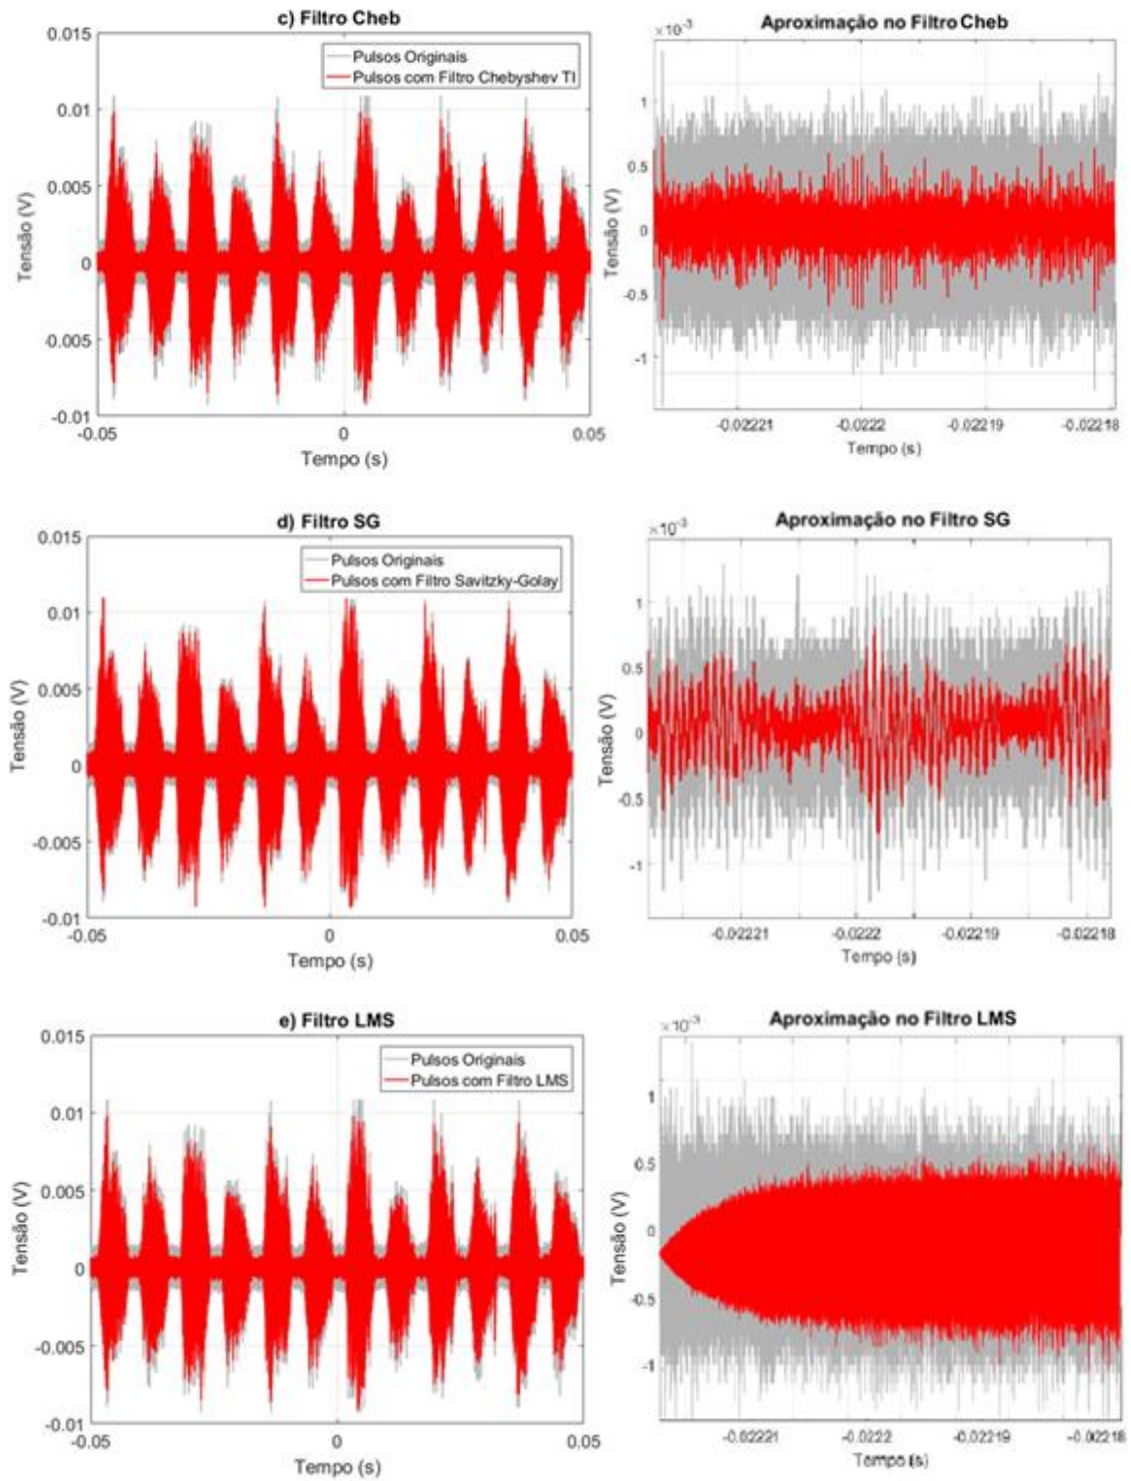 c) Filtro Cheb
Aproximação no Filtro Cheb
0.015
0.01
0.005
0
-0.005
-0.01
Tensão (V)
Pulsos Originais
Pulsos com Filtro Chebyshev TI
-0.05
0
0.05
Tempo (s)
×10-3
1
0.5
0
-0.5
-1
Tensão (V)
-0.02221
-0.0222
-0.02219
-0.02218
Tempo (s)
d) Filtro SG
Aproximação no Filtro SG
0.015
0.01
0.005
0
-0.005
-0.01
Tensão (V)
Pulsos Originais
Pulsos com Filtro Savitzky-Golay
-0.05
0
0.05
Tempo (s)
×10-3
1
0.5
0
-0.5
-1
Tensão (V)
-0.02221
-0.0222
-0.02219
-0.02218
Tempo (s)
e) Filtro LMS
Aproximação no Filtro LMS
0.015
0.01
0.005
0
-0.005
-0.01
Tensão (V)
Pulsos Originais
Pulsos com Filtro LMS
-0.05
0
0.05
Tempo (s)
×10-3
1
0.5
0
-0.5
-1
Tensão (V)
-0.02221
-0.0222
-0.02219
-0.02218
Tempo (s)